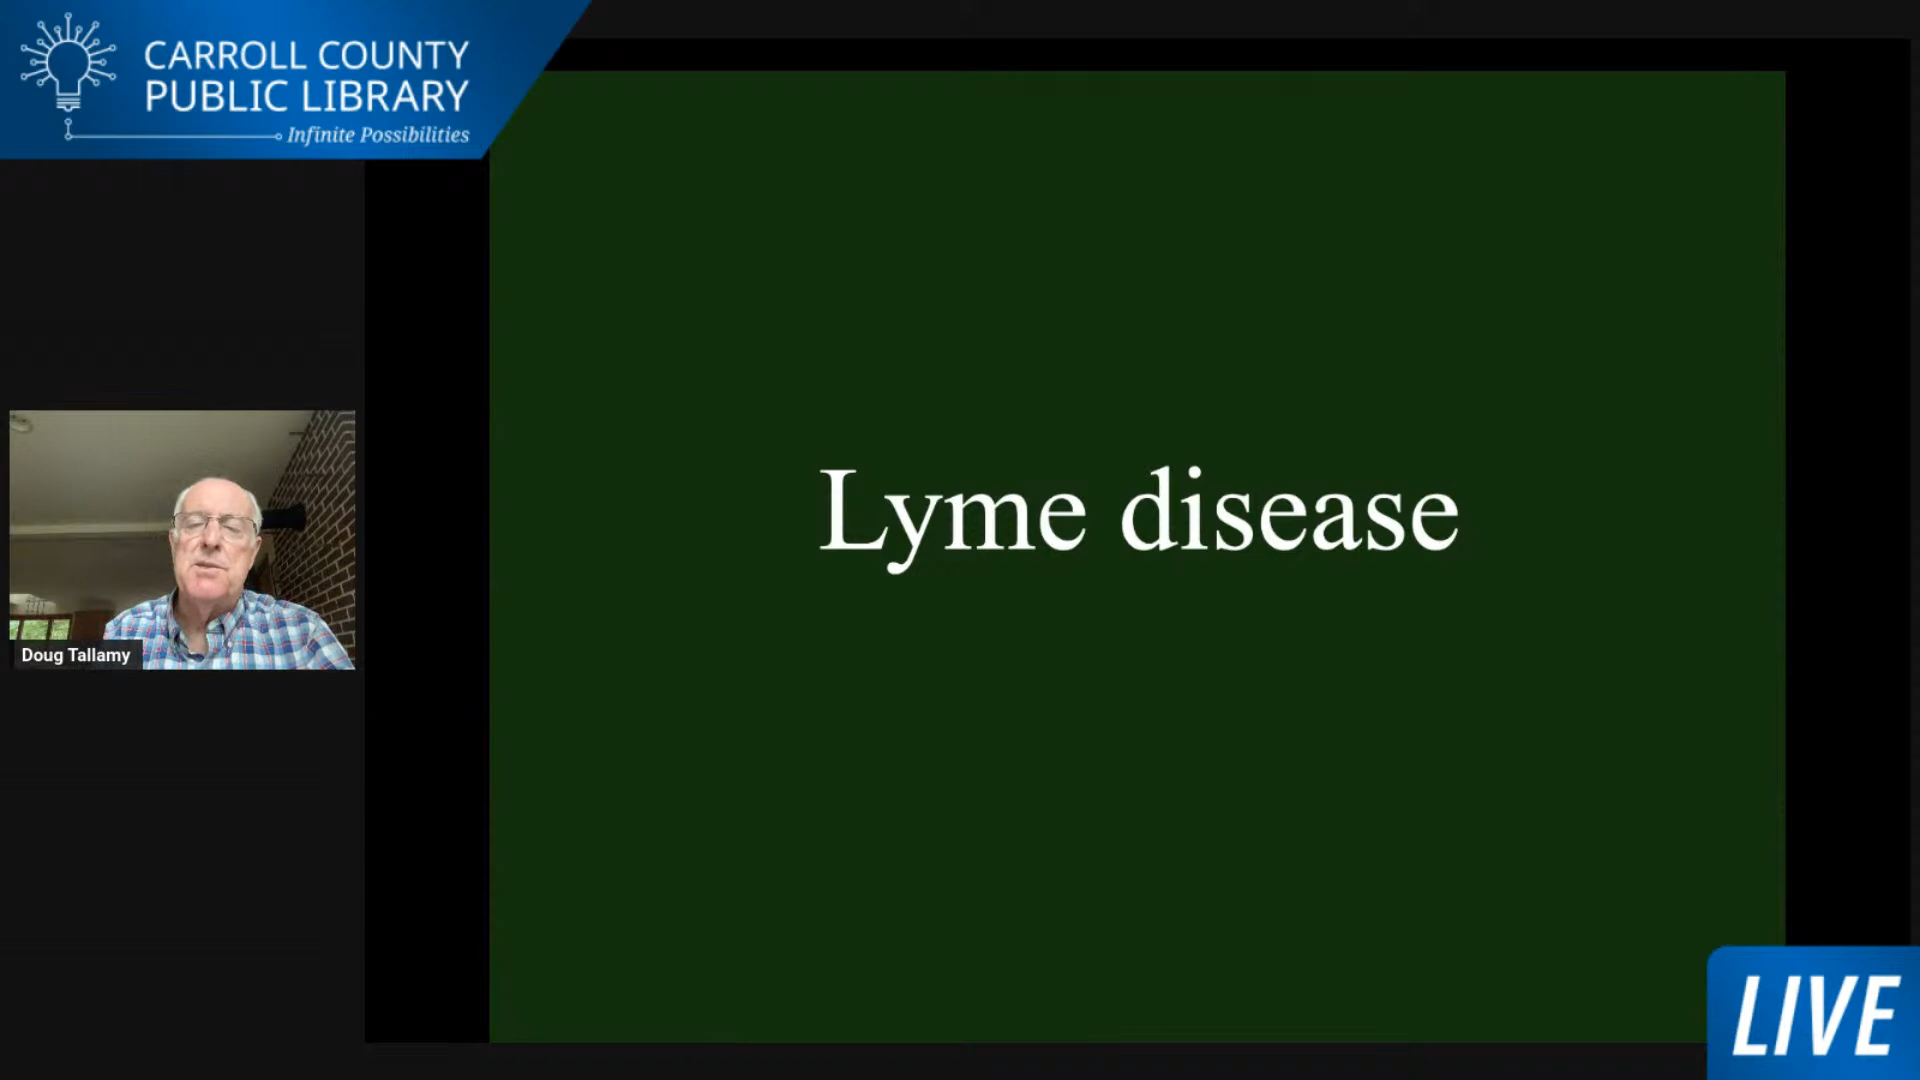 CARROLL COUNTY
PUBLIC LIBRARY
Infinite Possibilities
Lyme disease
Doug Tallamy
LIVE